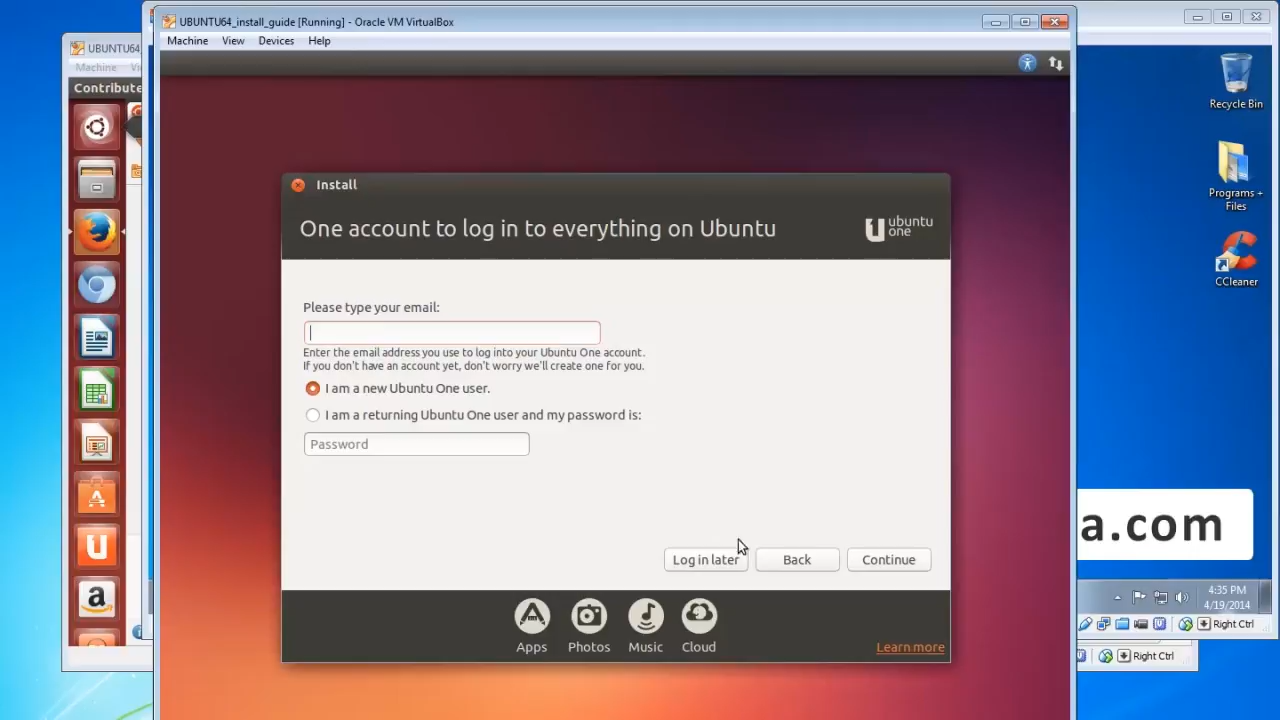 UBUNTU64_install_guide [Running] - Oracle VM VirtualBox
Machine View Devices Help
UBUNTU64_
Machine
Contribute
Recycle Bin
Programs +
Files
CCleaner
Install
One account to log in to everything on Ubuntu
ubuntu
one
Please type your email:
Enter the email address you use to log into your Ubuntu One account.
If you don't have an account yet, don't worry we'll create one for you.
I am a new Ubuntu One user.
I am a returning Ubuntu One user and my password is:
Password
Log in later
Back
Continue
Apps
Photos
Music
Cloud
Learn more
a.com
4:35 PM
4/19/2014
Right Ctrl
Right Ctrl